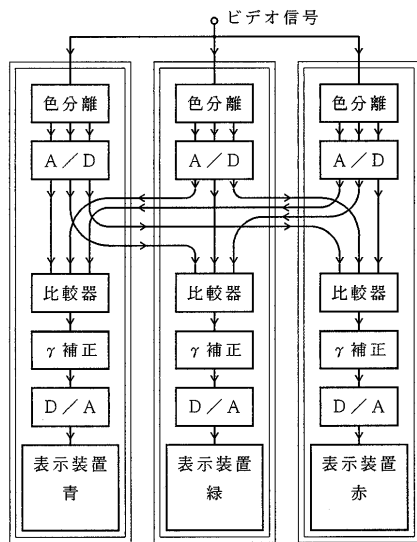 ビデオ信号
色分離
色分離
色分離
A/D
A/D
A/D
比較器
比較器
比較器
γ補正
γ補正
γ補正
D/A
D/A
D/A
表示装置
青
表示装置
緑
表示装置
赤